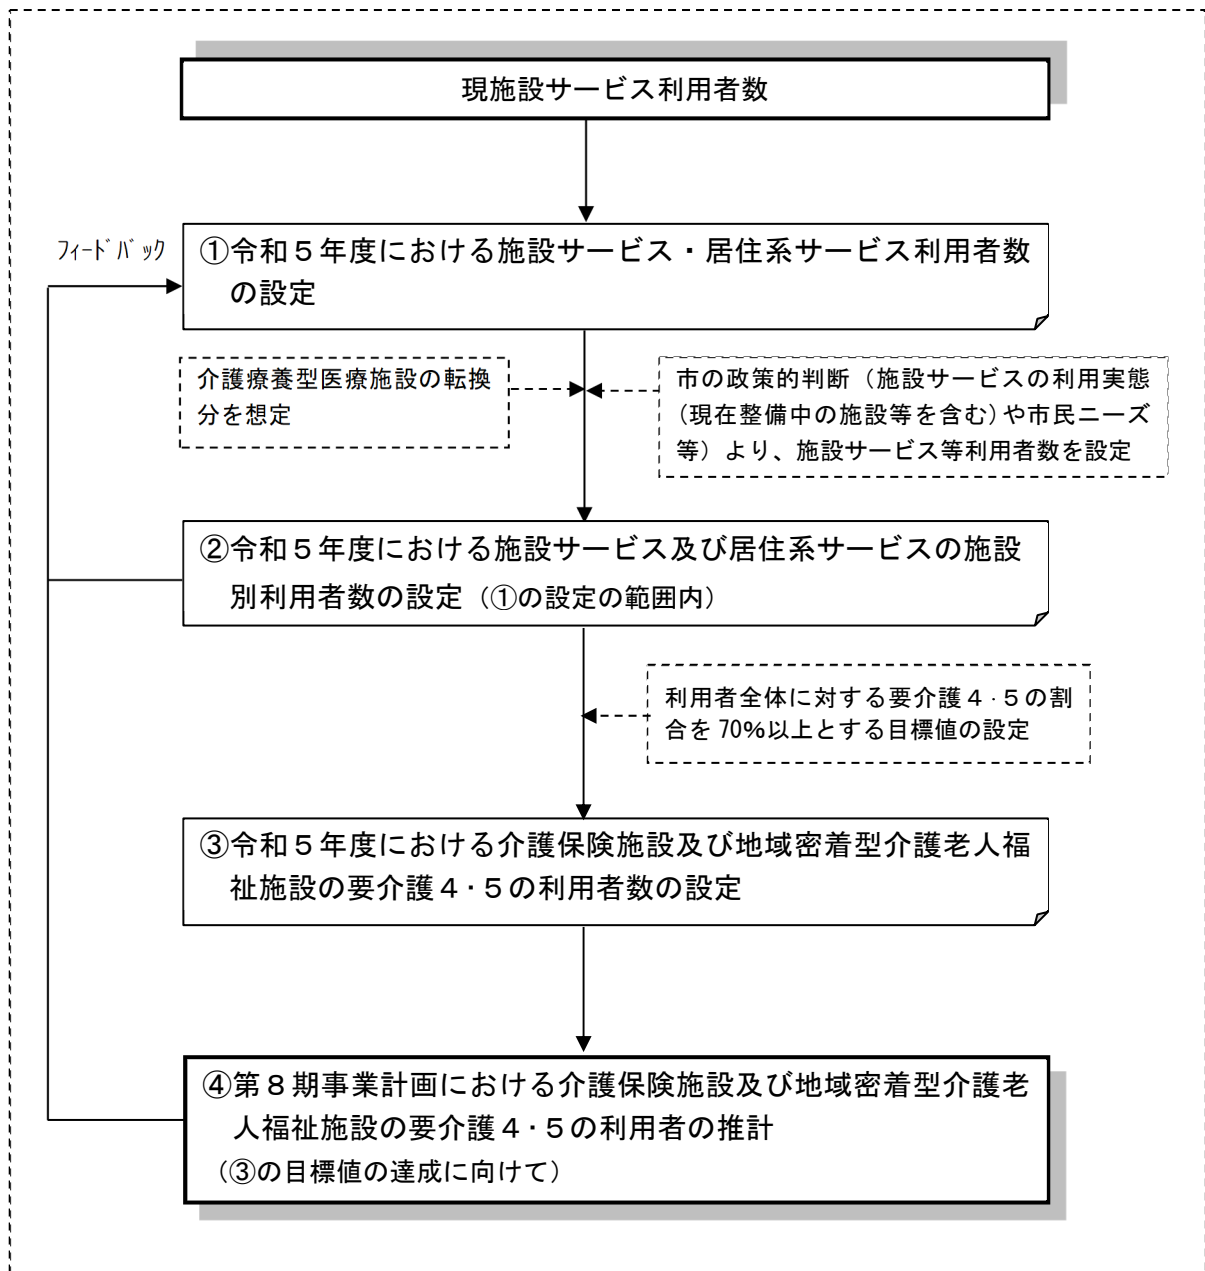 現施設サービス利用者数
ﾌｨｰﾄﾞﾊﾞｯｸ
①令和５年度における施設サービス・居住系サービス利用者数
の設定
介護療養型医療施設の転換
分を想定
市の政策的判断（施設サービスの利用実態
(現在整備中の施設等を含む)や市民ニーズ
等）より、施設サービス等利用者数を設定
②令和５年度における施設サービス及び居住系サービスの施設
別利用者数の設定（①の設定の範囲内）
利用者全体に対する要介護４･５の割
合を 70%以上とする目標値の設定
③令和５年度における介護保険施設及び地域密着型介護老人福
祉施設の要介護４･５の利用者数の設定
④第８期事業計画における介護保険施設及び地域密着型介護老
人福祉施設の要介護４･５の利用者の推計
（③の目標値の達成に向けて）